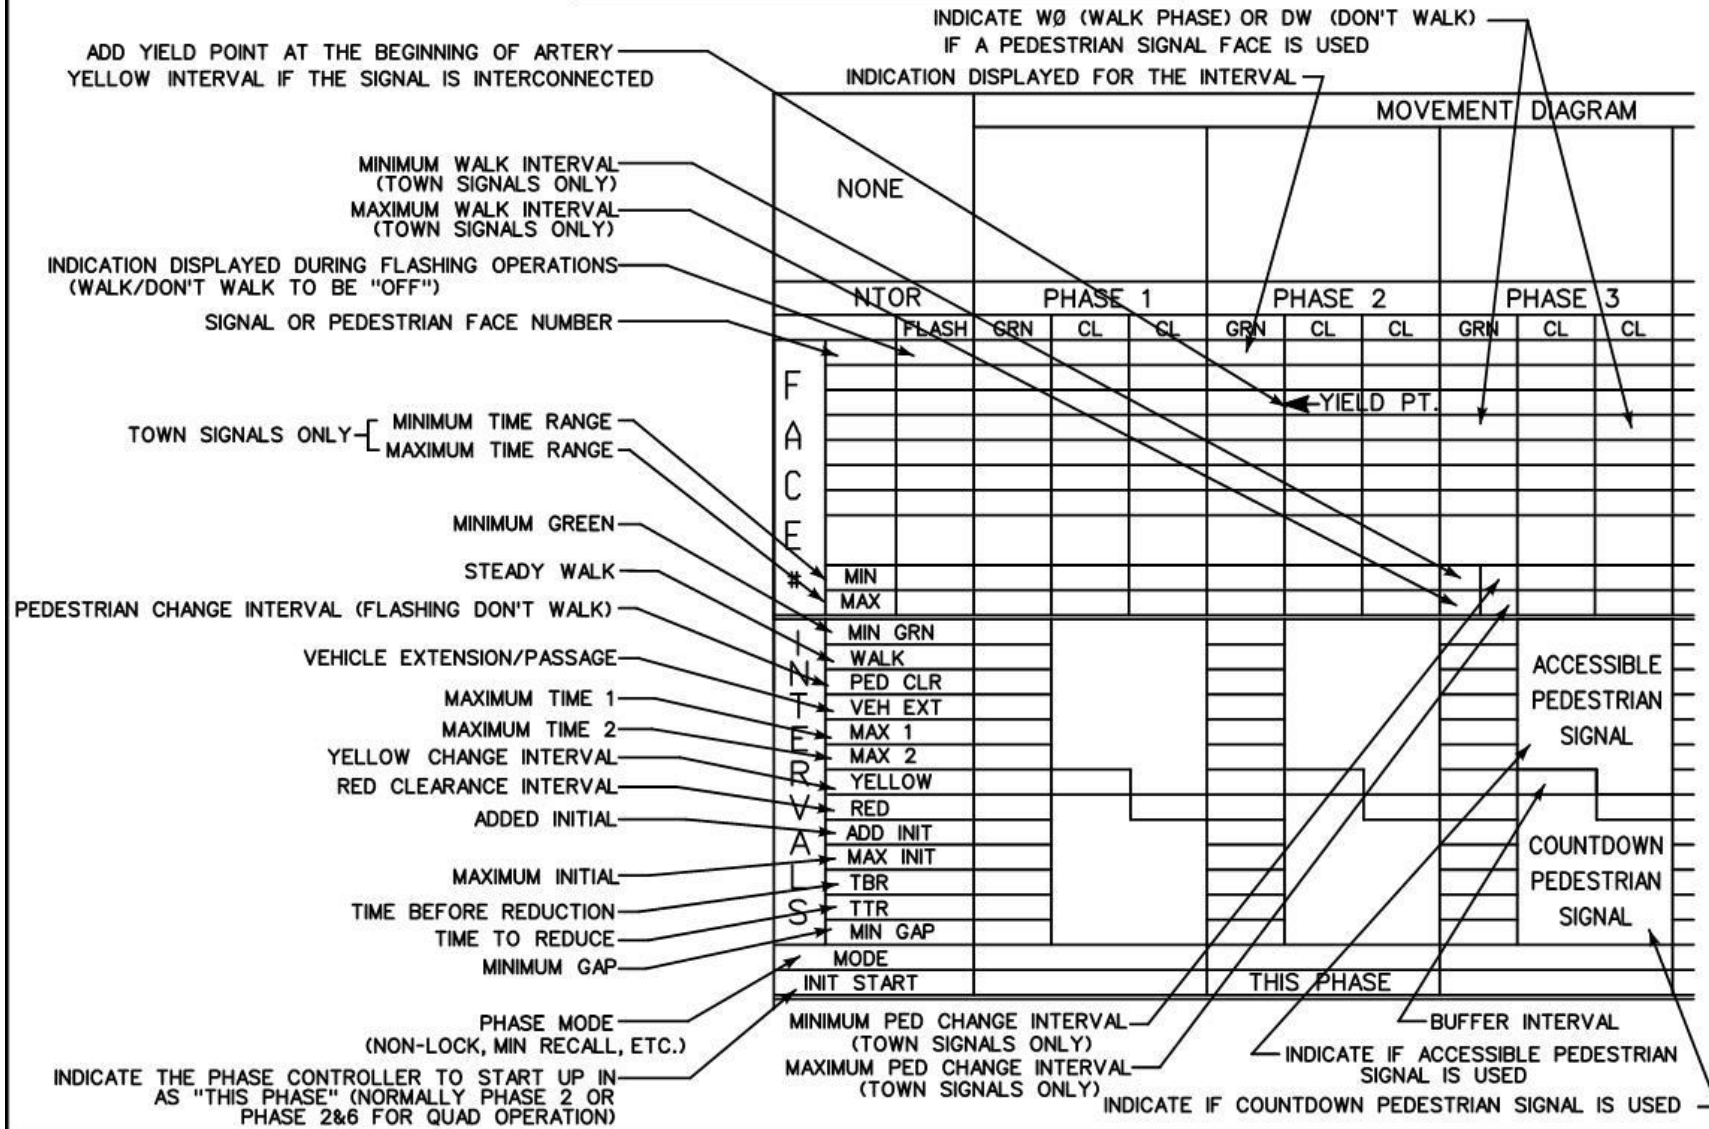 INDICATE WØ (WALK PHASE) OR DW (DON'T WALK)
IF A PEDESTRIAN SIGNAL FACE IS USED
ADD YIELD POINT AT THE BEGINNING OF ARTERY
YELLOW INTERVAL IF THE SIGNAL IS INTERCONNECTED
INDICATION DISPLAYED FOR THE INTERVAL
MOVEMENT DIAGRAM
MINIMUM WALK INTERVAL
(TOWN SIGNALS ONLY)
MAXIMUM WALK INTERVAL
(TOWN SIGNALS ONLY)
NONE
INDICATION DISPLAYED DURING FLASHING OPERATIONS
(WALK/DON'T WALK TO BE "OFF")
SIGNAL OR PEDESTRIAN FACE NUMBER
NTOR PHASE 1 PHASE 2 PHASE 3
FLASH GRN CL CL GRN CL CL GRN CL CL
FACE #
YIELD PT.
TOWN SIGNALS ONLY
MINIMUM TIME RANGE
MAXIMUM TIME RANGE
MINIMUM GREEN
STEADY WALK
PEDESTRIAN CHANGE INTERVAL (FLASHING DON'T WALK)
VEHICLE EXTENSION/PASSAGE
MAXIMUM TIME 1
MAXIMUM TIME 2
YELLOW CHANGE INTERVAL
RED CLEARANCE INTERVAL
ADDED INITIAL
MAXIMUM INITIAL
TIME BEFORE REDUCTION
TIME TO REDUCE
MINIMUM GAP
PHASE MODE
(NON-LOCK, MIN RECALL, ETC.)
INDICATE THE PHASE CONTROLLER TO START UP IN
AS "THIS PHASE" (NORMALLY PHASE 2 OR
PHASE 2&6 FOR QUAD OPERATION)
MIN
MAX
INTERVALS
MIN GRN
WALK
PED CLR
VEH EXT
MAX 1
MAX 2
YELLOW
RED
ADD INIT
MAX INIT
TBR
TTR
MIN GAP
MODE
INIT START
THIS PHASE
ACCESSIBLE
PEDESTRIAN
SIGNAL
COUNTDOWN
PEDESTRIAN
SIGNAL
MINIMUM PED CHANGE INTERVAL
(TOWN SIGNALS ONLY)
MAXIMUM PED CHANGE INTERVAL
(TOWN SIGNALS ONLY)
BUFFER INTERVAL
INDICATE IF ACCESSIBLE PEDESTRIAN
SIGNAL IS USED
INDICATE IF COUNTDOWN PEDESTRIAN SIGNAL IS USED